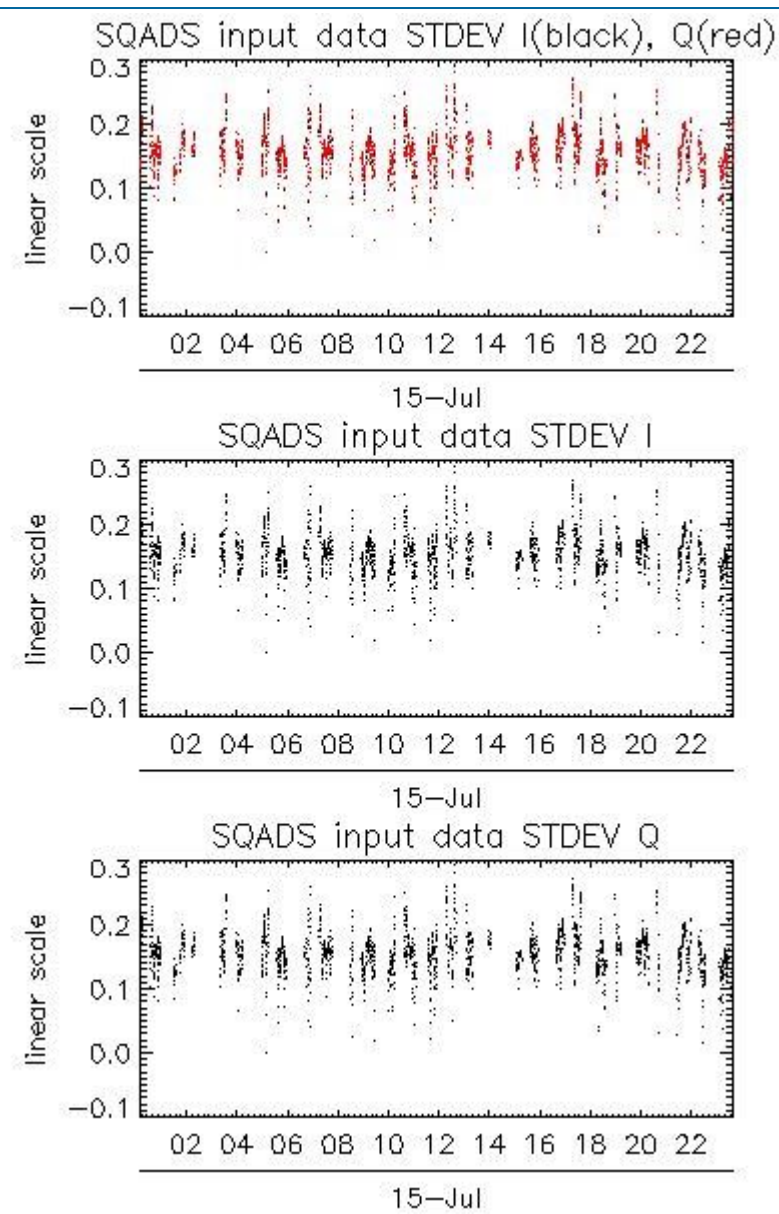 SQADS input data STDEV I(black), Q(red)
0.3
0.2
0.1
0.0
−0.1
linear scale
02 04 06 08 10 12 14 16 18 20 22
15−Jul
SQADS input data STDEV I
0.3
0.2
0.1
0.0
−0.1
linear scale
02 04 06 08 10 12 14 16 18 20 22
15−Jul
SQADS input data STDEV Q
0.3
0.2
0.1
0.0
−0.1
linear scale
02 04 06 08 10 12 14 16 18 20 22
15−Jul